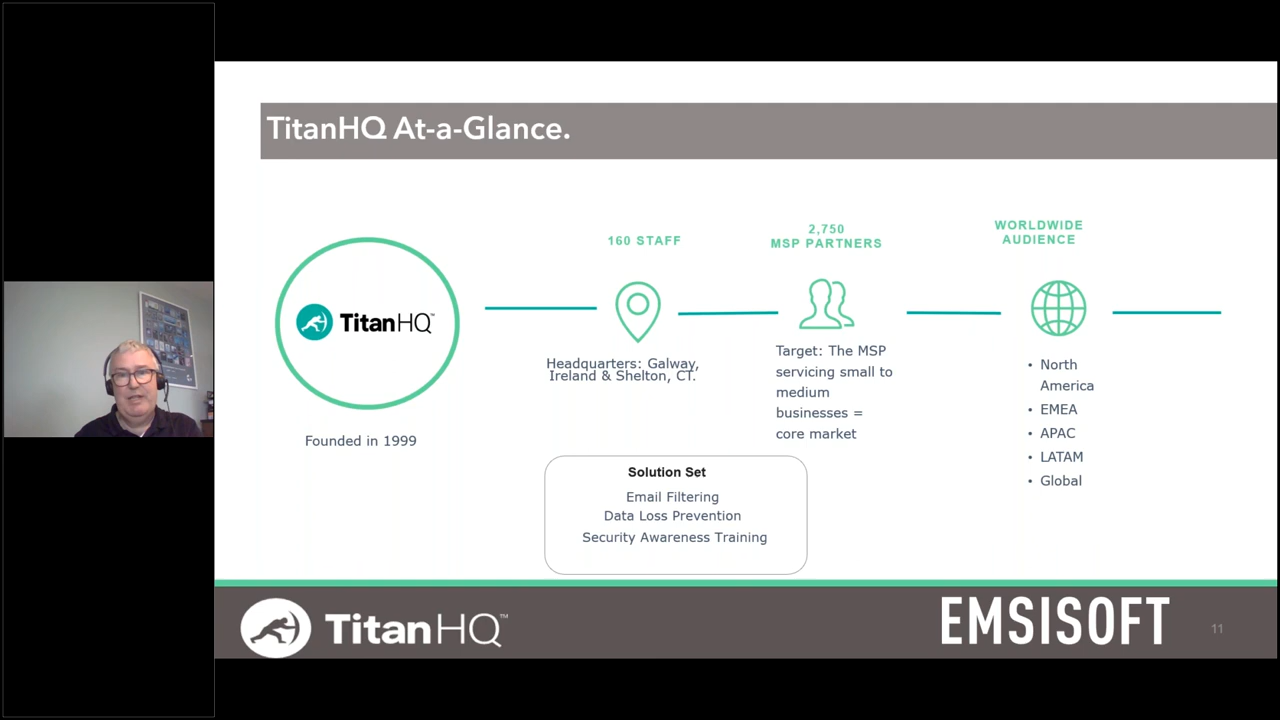 TitanHQ At-a-Glance.
TitanHQ™
Founded in 1999
160 STAFF
Headquarters: Galway,
Ireland & Shelton, CT.
2,750
MSP PARTNERS
Target: The MSP
servicing small to
medium
businesses =
core market
WORLDWIDE
AUDIENCE
• North
America
• EMEA
• APAC
• LATAM
• Global
Solution Set
Email Filtering
Data Loss Prevention
Security Awareness Training
TitanHQ™
EMSISOFT
11